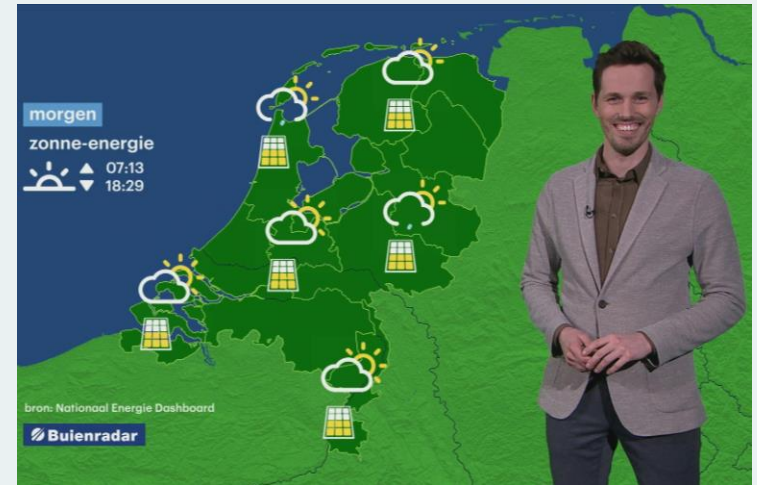 morgen
zonne-energie
07:13
18:29
bron: Nationaal Energie Dashboard
Buienradar